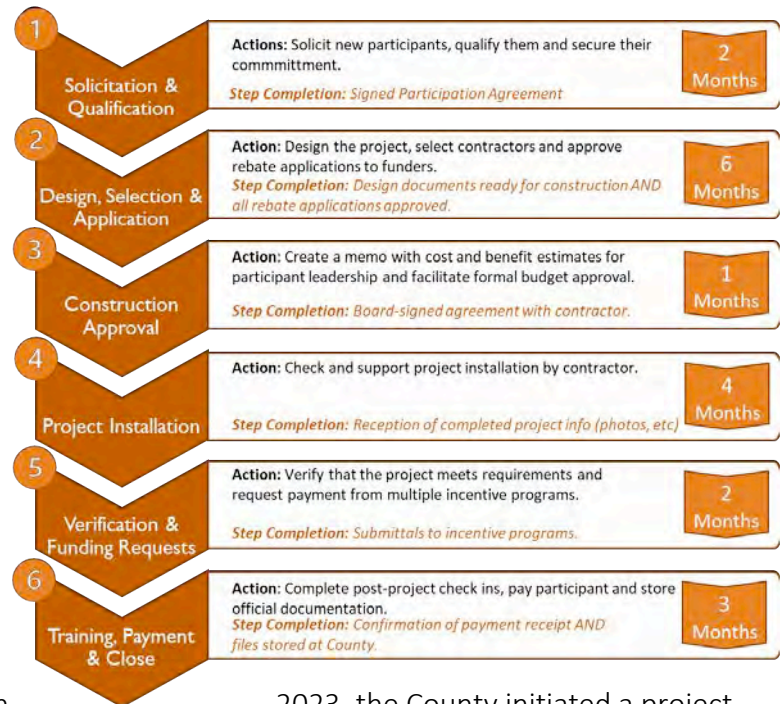 1
Solicitation &
Qualification
Actions: Solicit new participants, qualify them and secure their
commmittment.
Step Completion: Signed Participation Agreement
2
Months
2
Design, Selection &
Application
Action: Design the project, select contractors and approve
rebate applications to funders.
Step Completion: Design documents ready for construction AND
all rebate applications approved.
6
Months
3
Construction
Approval
Action: Create a memo with cost and benefit estimates for
participant leadership and facilitate formal budget approval.
Step Completion: Board-signed agreement with contractor.
1
Months
4
Project Installation
Action: Check and support project installation by contractor.
Step Completion: Reception of completed project info (photos, etc)
4
Months
5
Verification &
Funding Requests
Action: Verify that the project meets requirements and
request payment from multiple incentive programs.
Step Completion: Submittals to incentive programs.
2
Months
6
Training, Payment
& Close
Action: Complete post-project check ins, pay participant and store
official documentation.
Step Completion: Confirmation of payment receipt AND
files stored at County.
3
Months
2023, the County initiated a project